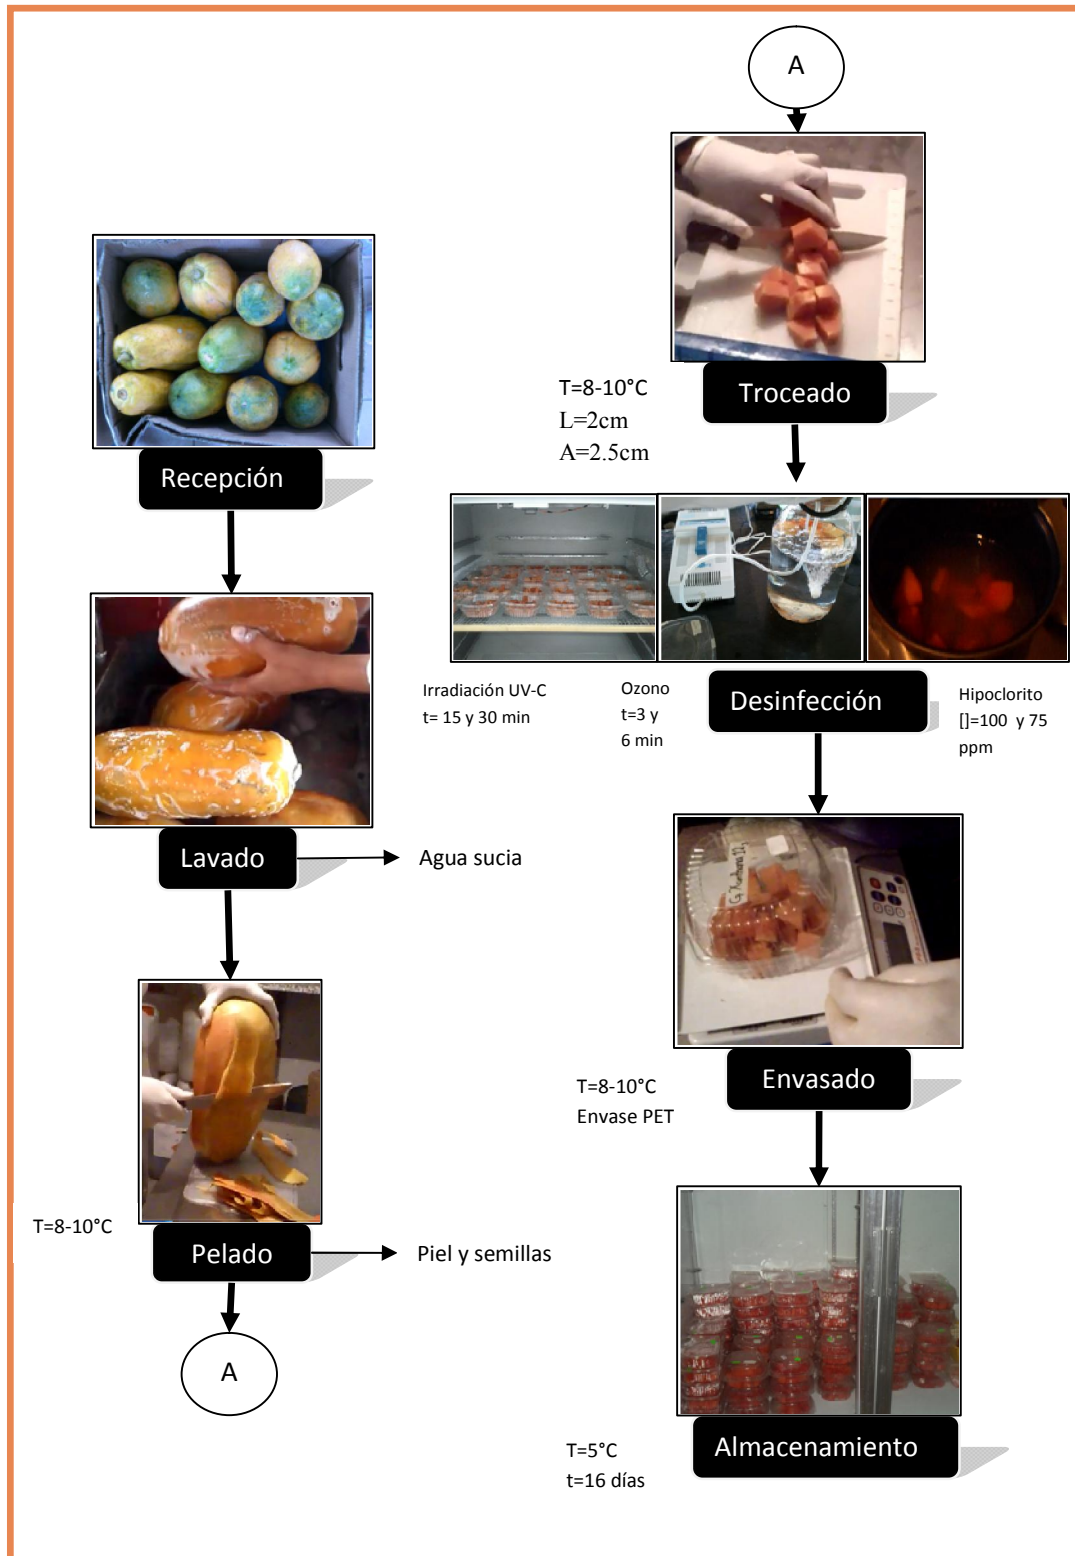 Recepción
Lavado
Agua sucia
T=8-10°C
Pelado
Piel y semillas
A
A
Troceado
T=8-10°C
L=2cm
A=2.5cm
Irradiación UV-C
t= 15 y 30 min
Ozono
t=3 y
6 min
Desinfección
Hipoclorito
[]=100 y 75
ppm
Envasado
T=8-10°C
Envase PET
Almacenamiento
T=5°C
t=16 días